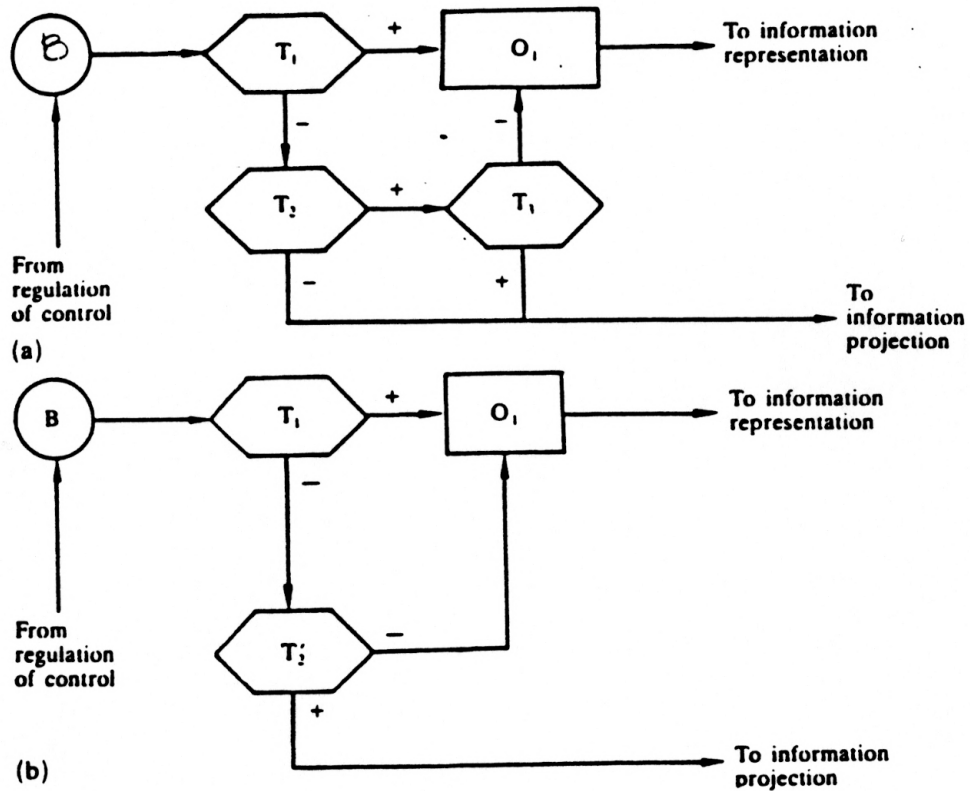 B
T₁
+
O₁
To information
representation
−
−
T₂
+
T₃
−
+
From
regulation
of control
To
information
projection
(a)
B
T₁
+
O₁
To information
representation
−
T₂′
−
From
regulation
of control
+
To information
projection
(b)